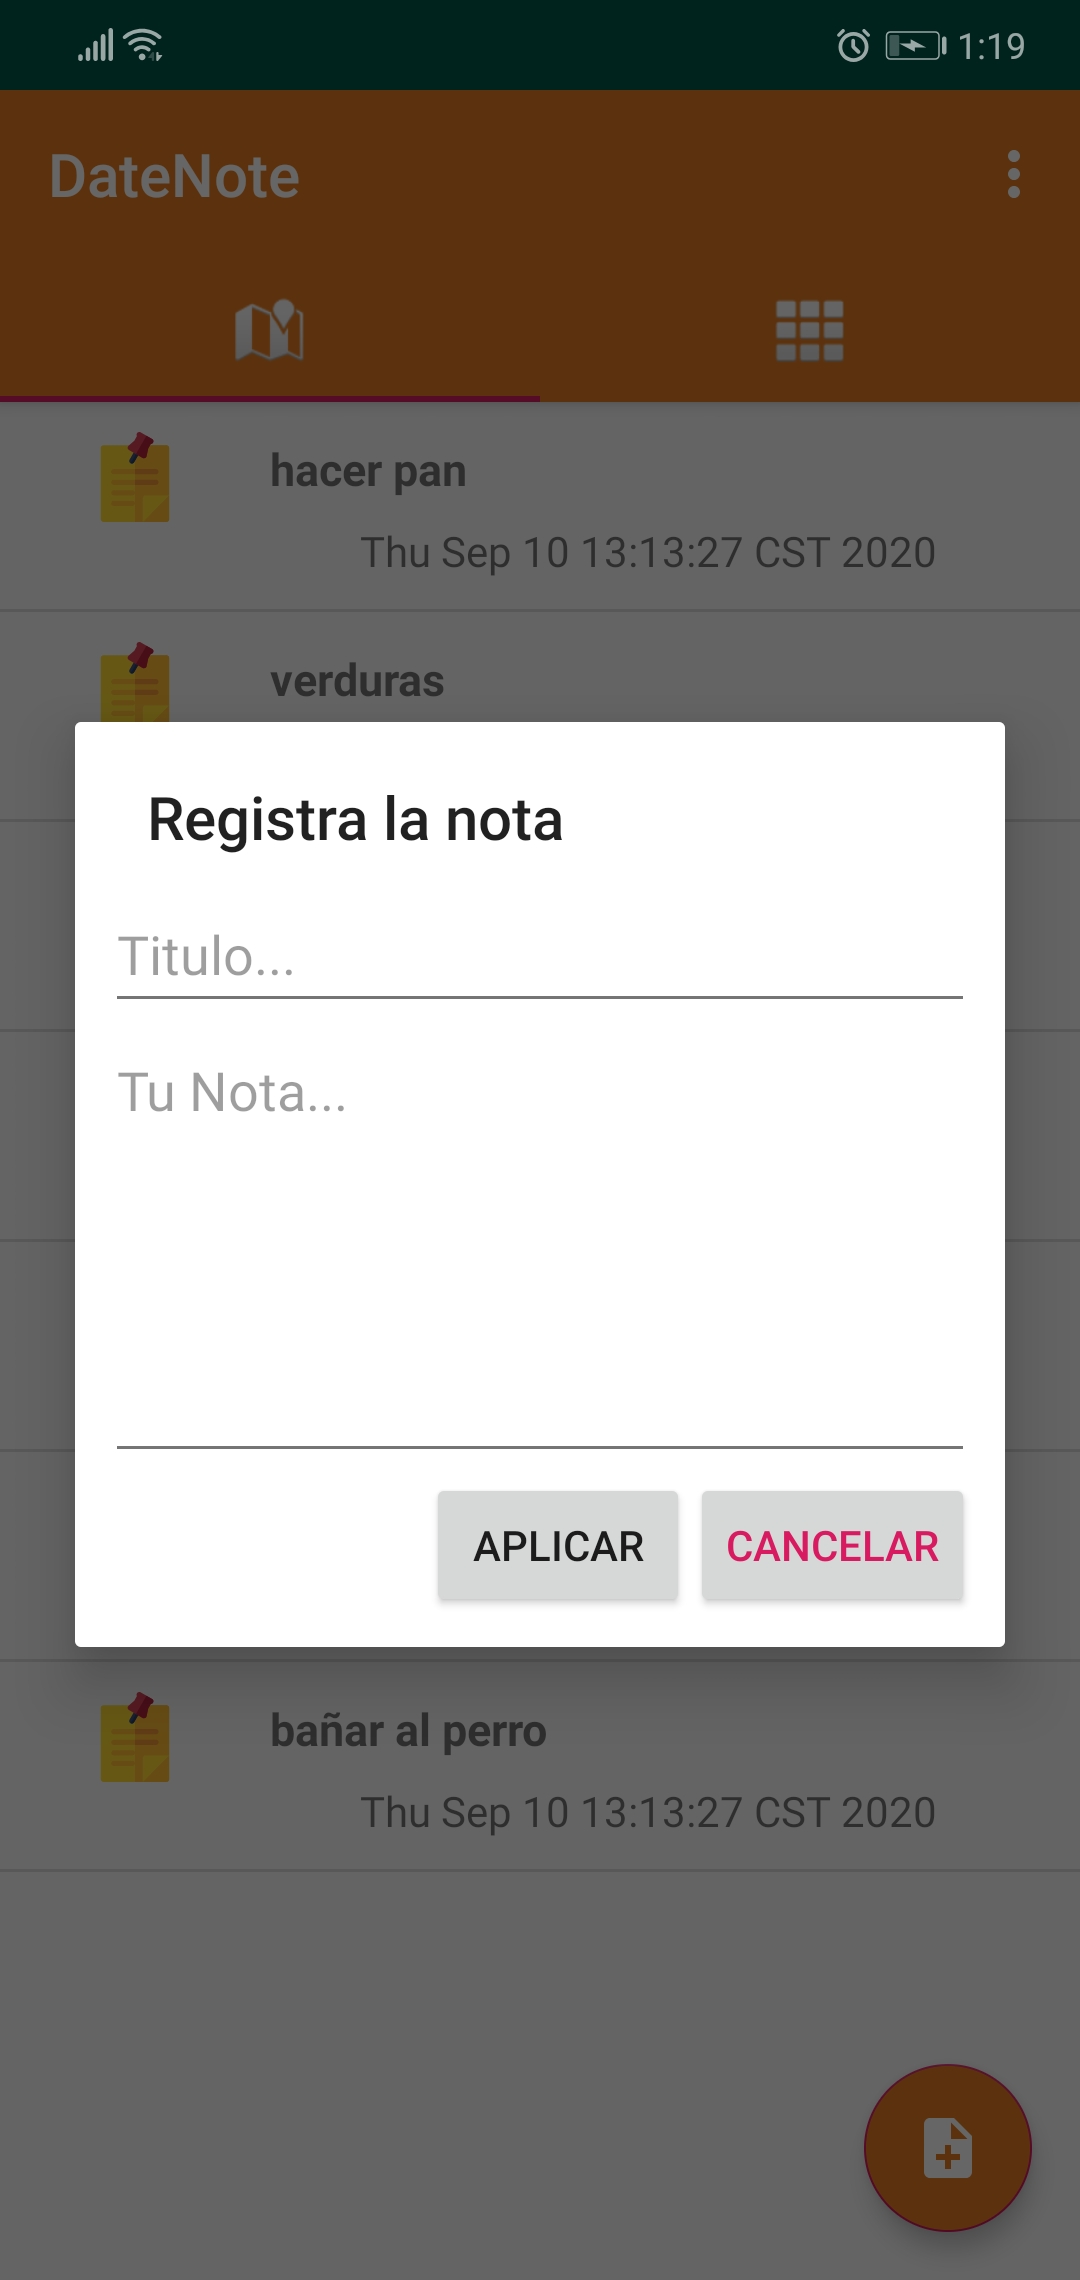 1:19
DateNote
hacer pan
Thu Sep 10 13:13:27 CST 2020
verduras
Registra la nota
Titulo...
Tu Nota...
APLICAR CANCELAR
bañar al perro
Thu Sep 10 13:13:27 CST 2020